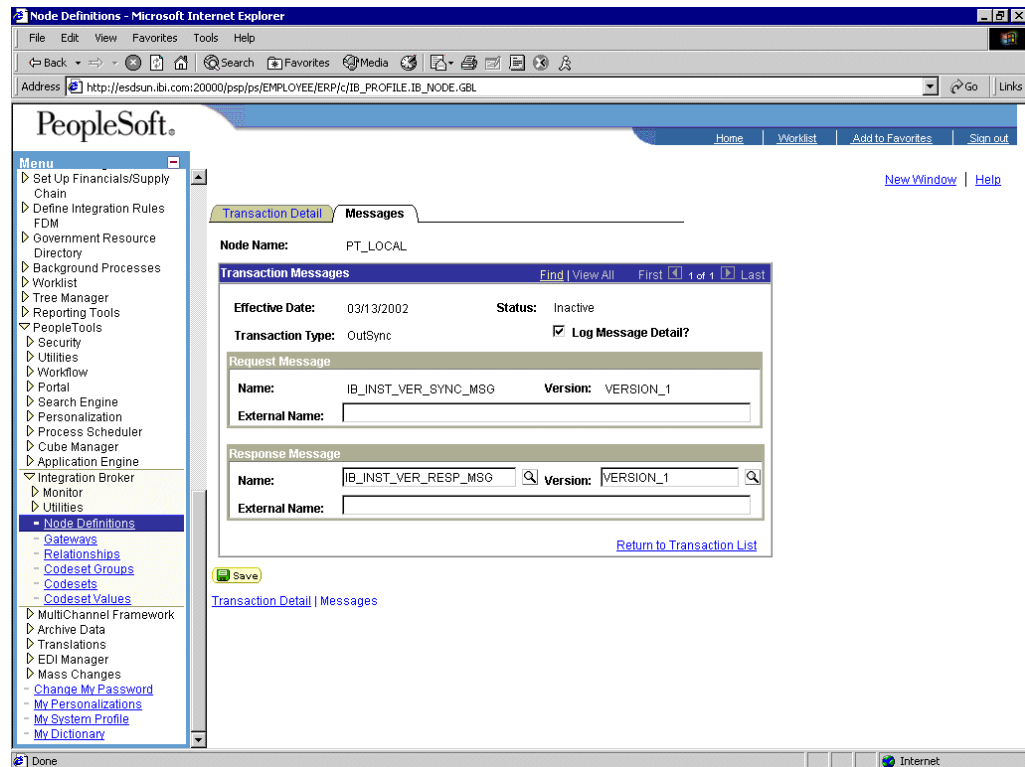 Node Definitions - Microsoft Internet Explorer
File Edit View Favorites Tools Help
Back Search Favorites Media
Address http://esdsun.ibi.com:20000/psp/ps/EMPLOYEE/ERP/c/IB_PROFILE.IB_NODE.GBL Go Links
PeopleSoft®
Home Worklist Add to Favorites Sign out
Menu
New Window | Help
Set Up Financials/Supply
Chain
Define Integration Rules
FDM
Government Resource
Directory
Background Processes
Worklist
Tree Manager
Reporting Tools
PeopleTools
Security
Utilities
Workflow
Portal
Search Engine
Personalization
Process Scheduler
Cube Manager
Application Engine
Integration Broker
Monitor
Utilities
Node Definitions
Gateways
Relationships
Codeset Groups
Codesets
Codeset Values
MultiChannel Framework
Archive Data
Translations
EDI Manager
Mass Changes
Change My Password
My Personalizations
My System Profile
My Dictionary
Transaction Detail Messages
Node Name: PT_LOCAL
Transaction Messages Find | View All First 1 of 1 Last
Effective Date: 03/13/2002 Status: Inactive
Transaction Type: OutSync Log Message Detail?
Request Message
Name: IB_INST_VER_SYNC_MSG Version: VERSION_1
External Name:
Response Message
Name: IB_INST_VER_RESP_MSG Version: VERSION_1
External Name:
Return to Transaction List
Save
Transaction Detail | Messages
Done Internet